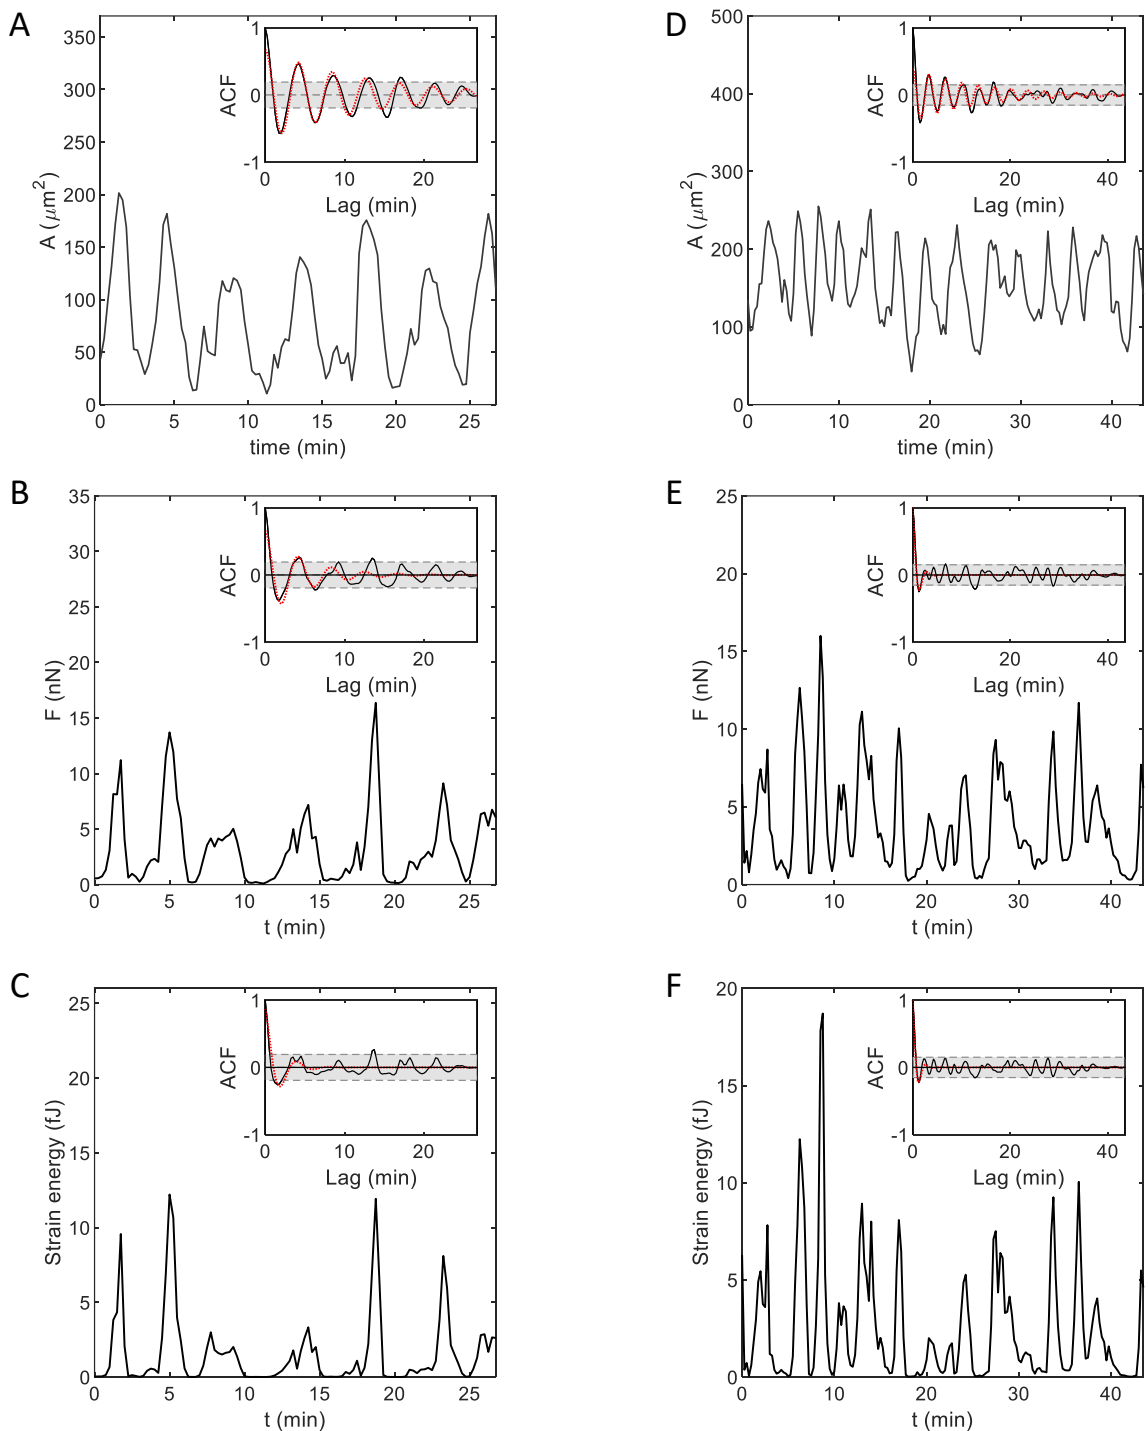 A
350
300
250
200
150
100
50
0
A (μm²)
0 5 10 15 20 25
time (min)
1
0
-1
ACF
0 10 20
Lag (min)
D
500
400
300
200
100
0
A (μm²)
0 10 20 30 40
time (min)
1
0
-1
ACF
0 20 40
Lag (min)
B
35
30
25
20
15
10
5
0
F (nN)
0 5 10 15 20 25
t (min)
1
0
-1
ACF
0 10 20
Lag (min)
E
25
20
15
10
5
0
F (nN)
0 10 20 30 40
t (min)
1
0
-1
ACF
0 20 40
Lag (min)
C
25
20
15
10
5
0
Strain energy (fJ)
0 5 10 15 20 25
t (min)
1
0
-1
ACF
0 10 20
Lag (min)
F
20
15
10
5
0
Strain energy (fJ)
0 10 20 30 40
t (min)
1
0
-1
ACF
0 20 40
Lag (min)